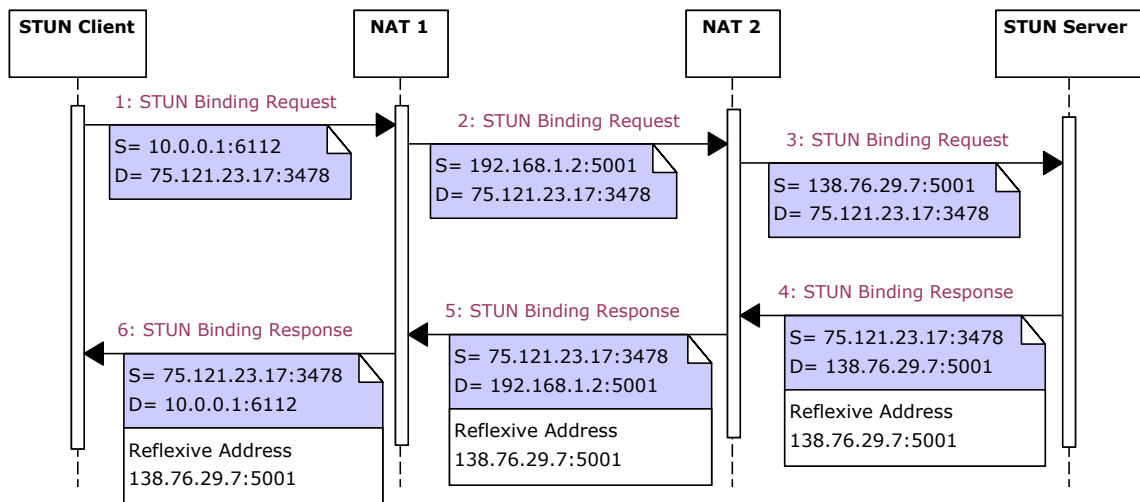 STUN Client
NAT 1
NAT 2
STUN Server
1: STUN Binding Request
S= 10.0.0.1:6112
D= 75.121.23.17:3478
2: STUN Binding Request
S= 192.168.1.2:5001
D= 75.121.23.17:3478
3: STUN Binding Request
S= 138.76.29.7:5001
D= 75.121.23.17:3478
4: STUN Binding Response
S= 75.121.23.17:3478
D= 138.76.29.7:5001
Reflexive Address
138.76.29.7:5001
5: STUN Binding Response
S= 75.121.23.17:3478
D= 192.168.1.2:5001
Reflexive Address
138.76.29.7:5001
6: STUN Binding Response
S= 75.121.23.17:3478
D= 10.0.0.1:6112
Reflexive Address
138.76.29.7:5001